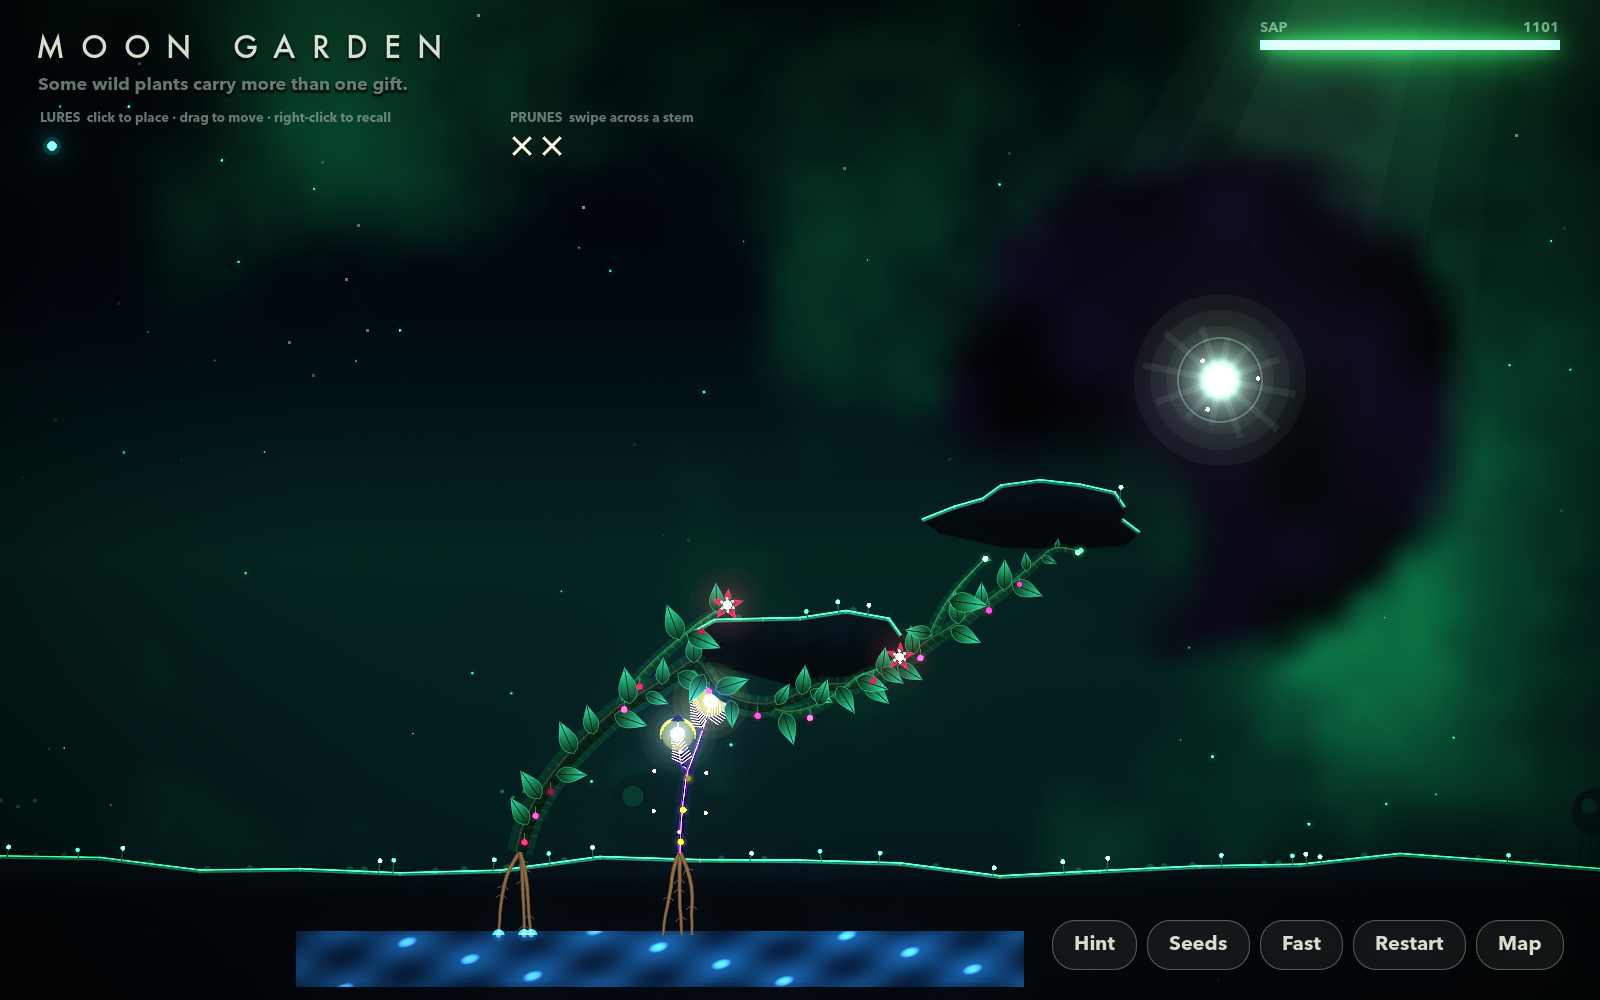 MOON GARDEN
Some wild plants carry more than one gift.
SAP 1101
LURES click to place · drag to move · right-click to recall
PRUNES swipe across a stem
Hint
Seeds
Fast
Restart
Map